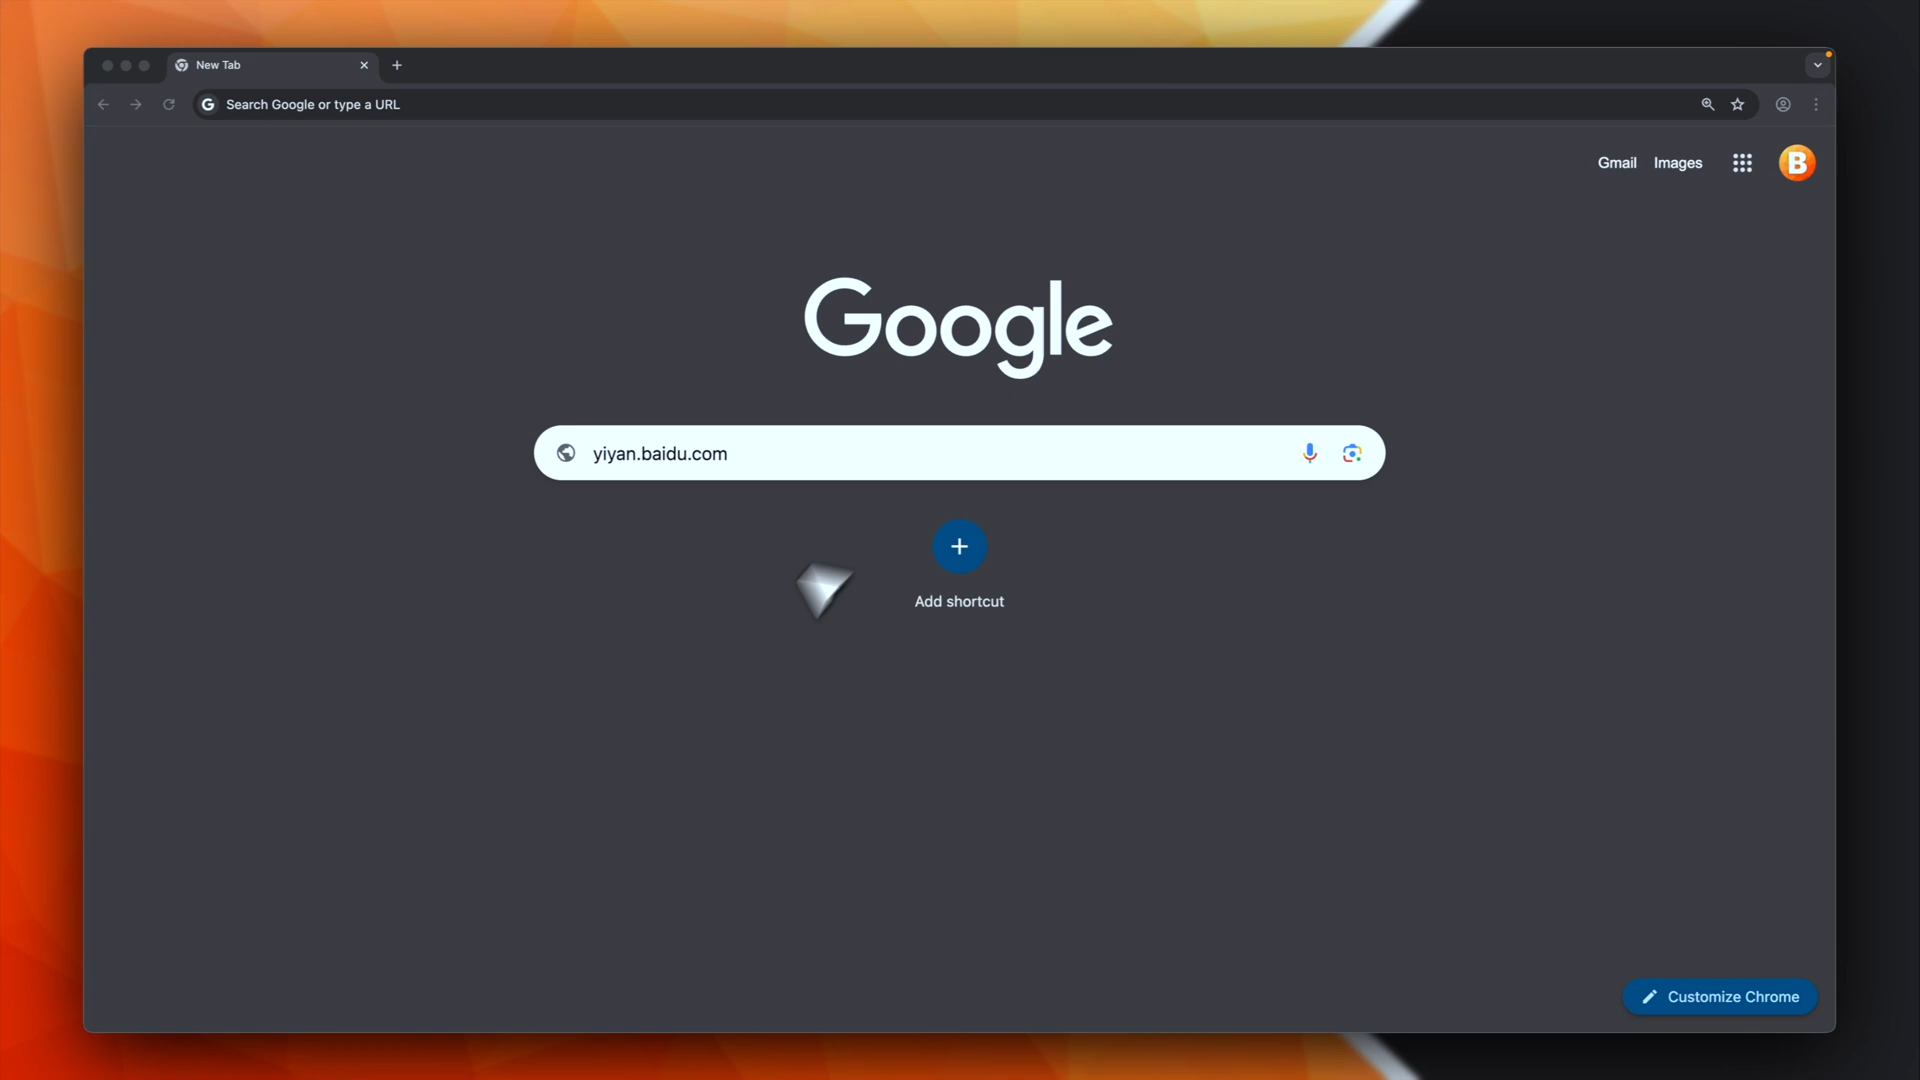 New Tab
Search Google or type a URL
Gmail Images
B
Google
yiyan.baidu.com
Add shortcut
Customize Chrome